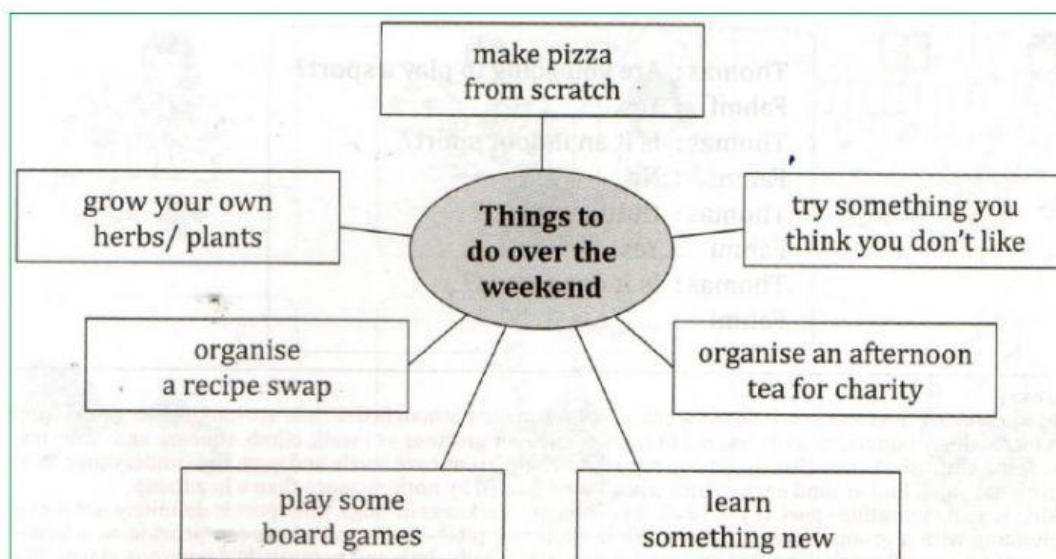 make pizza
from scratch
grow your own
herbs/ plants
Things to
do over the
weekend
try something you
think you don't like
organise
a recipe swap
organise an afternoon
tea for charity
play some
board games
learn
something new